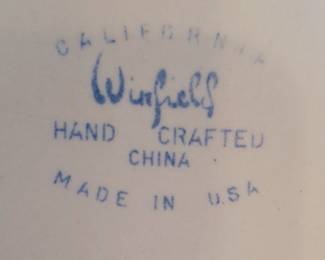 CALIFORNIA
Winfield
HAND CRAFTED
CHINA
MADE IN U.S.A